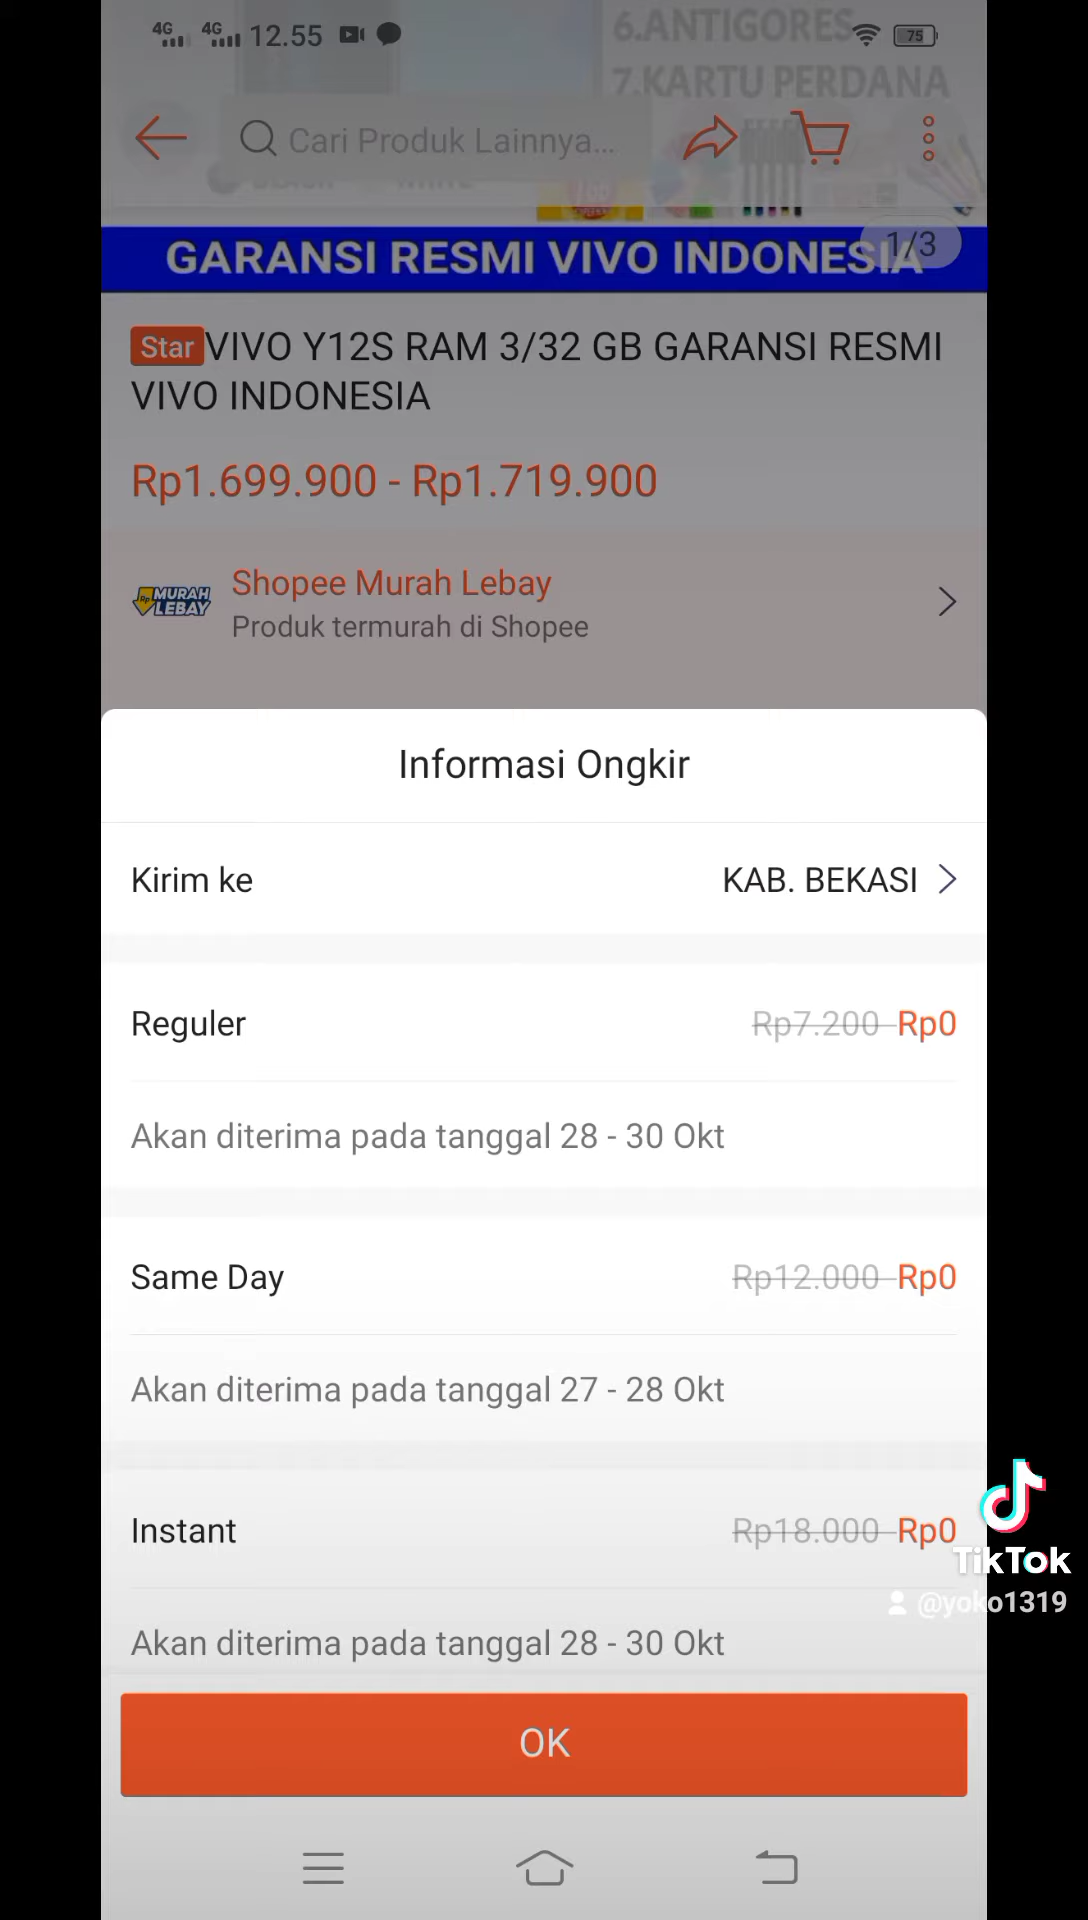 4G 4G 12.55 75
6.ANTIGORES
7.KARTU PERDANA
Cari Produk Lainnya...
GARANSI RESMI VIVO INDONESIA
1/3
Star VIVO Y12S RAM 3/32 GB GARANSI RESMI
VIVO INDONESIA
Rp1.699.900 - Rp1.719.900
Rp MURAH
LEBAY
Shopee Murah Lebay
Produk termurah di Shopee
Informasi Ongkir
Kirim ke KAB. BEKASI
Reguler Rp7.200 Rp0
Akan diterima pada tanggal 28 - 30 Okt
Same Day Rp12.000 Rp0
Akan diterima pada tanggal 27 - 28 Okt
Instant Rp18.000 Rp0
TikTok
@yoko1319
Akan diterima pada tanggal 28 - 30 Okt
OK